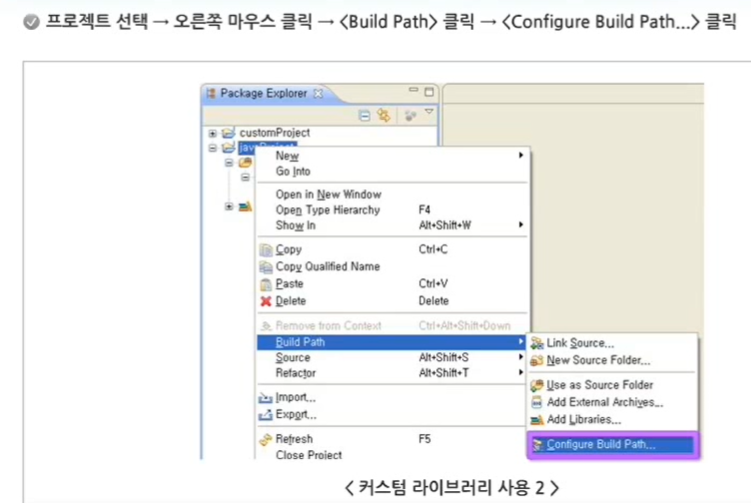 프로젝트 선택 → 오른쪽 마우스 클릭 → <Build Path> 클릭 → <Configure Build Path...> 클릭
Package Explorer
customProject
New
Go Into
Open in New Window
Open Type Hierarchy F4
Show In Alt+Shift+W
Copy Ctrl+C
Copy Qualified Name
Paste Ctrl+V
Delete Delete
Remove from Context Ctrl+Alt+Shift+Down
Build Path
Source Alt+Shift+S
Refactor Alt+Shift+T
Import...
Export...
Refresh F5
Close Project
Link Source...
New Source Folder...
Use as Source Folder
Add External Archives...
Add Libraries...
Configure Build Path...
< 커스텀 라이브러리 사용 2 >